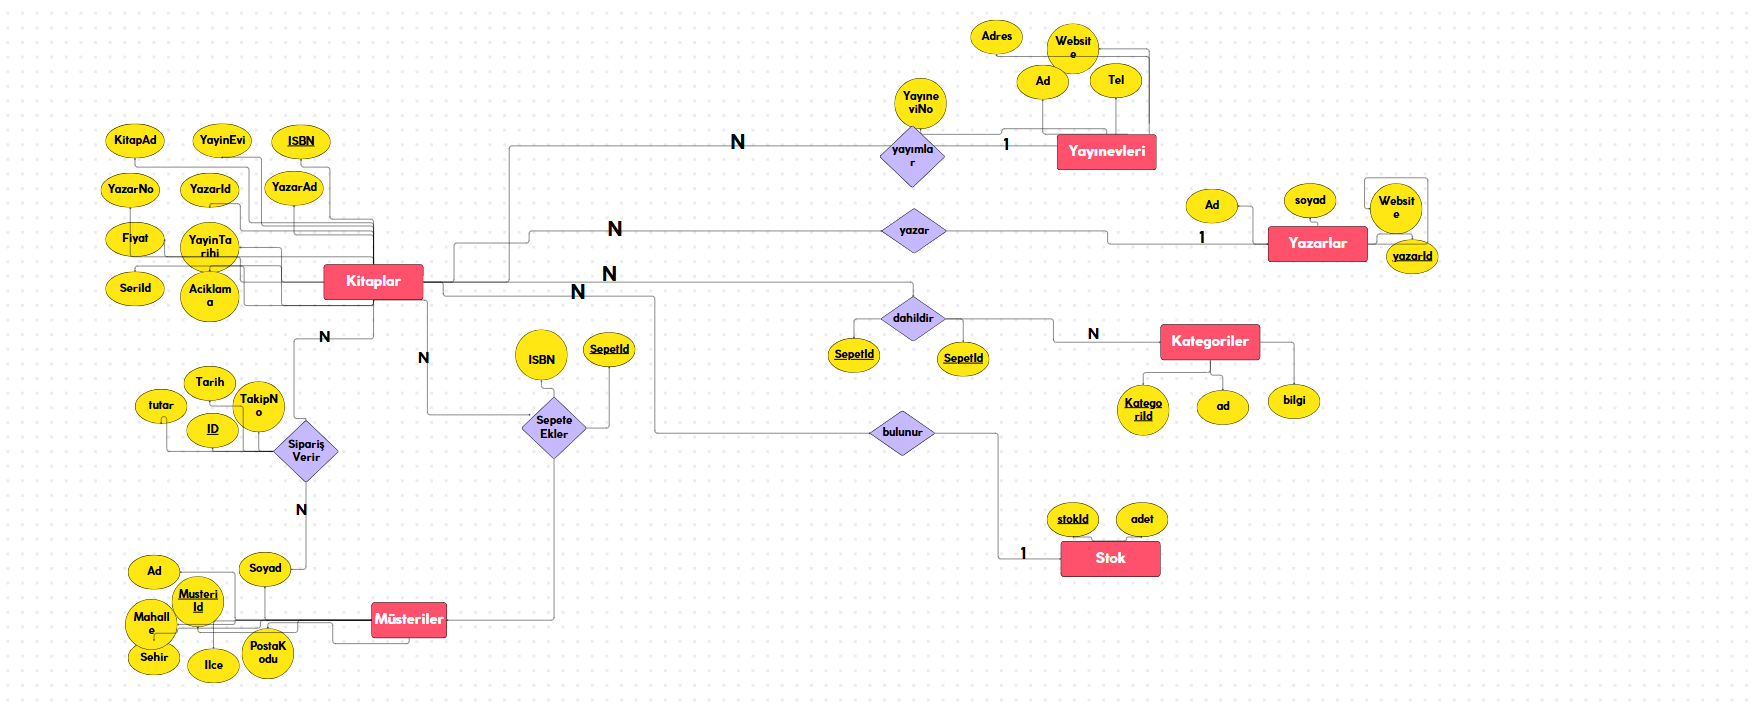 Adres
Websit
e
Ad
Tel
Yayıne
viNo
N
1
yayımla
r
Yayınevleri
KitapAd
YayinEvi
ISBN
YazarNo
YazarId
YazarAd
Fiyat
YayinTa
rihi
SeriId
Aciklam
a
Kitaplar
N
yazar
1
Ad
soyad
Websit
e
yazarId
Yazarlar
N
N
dahildir
SepetId
SepetId
N
Kategoriler
Katego
riId
ad
bilgi
N
N
ISBN
SepetId
Sepete
Ekler
bulunur
Tarih
tutar
TakipN
o
ID
Sipariş
Verir
N
stokId
adet
1
Stok
Ad
Soyad
Musteri
Id
Mahall
e
Sehir
Ilce
PostaK
odu
Müsteriler